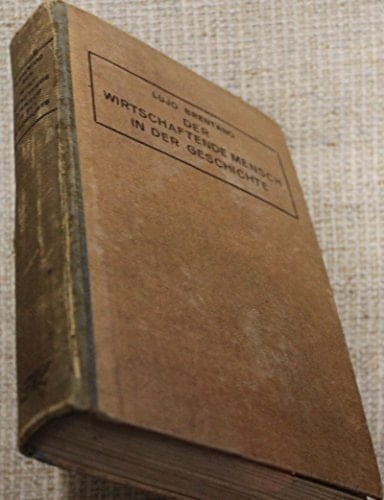 LUJO BRENTANO
DER
WIRTSCHAFTENDE MENSCH
IN DER GESCHICHTE